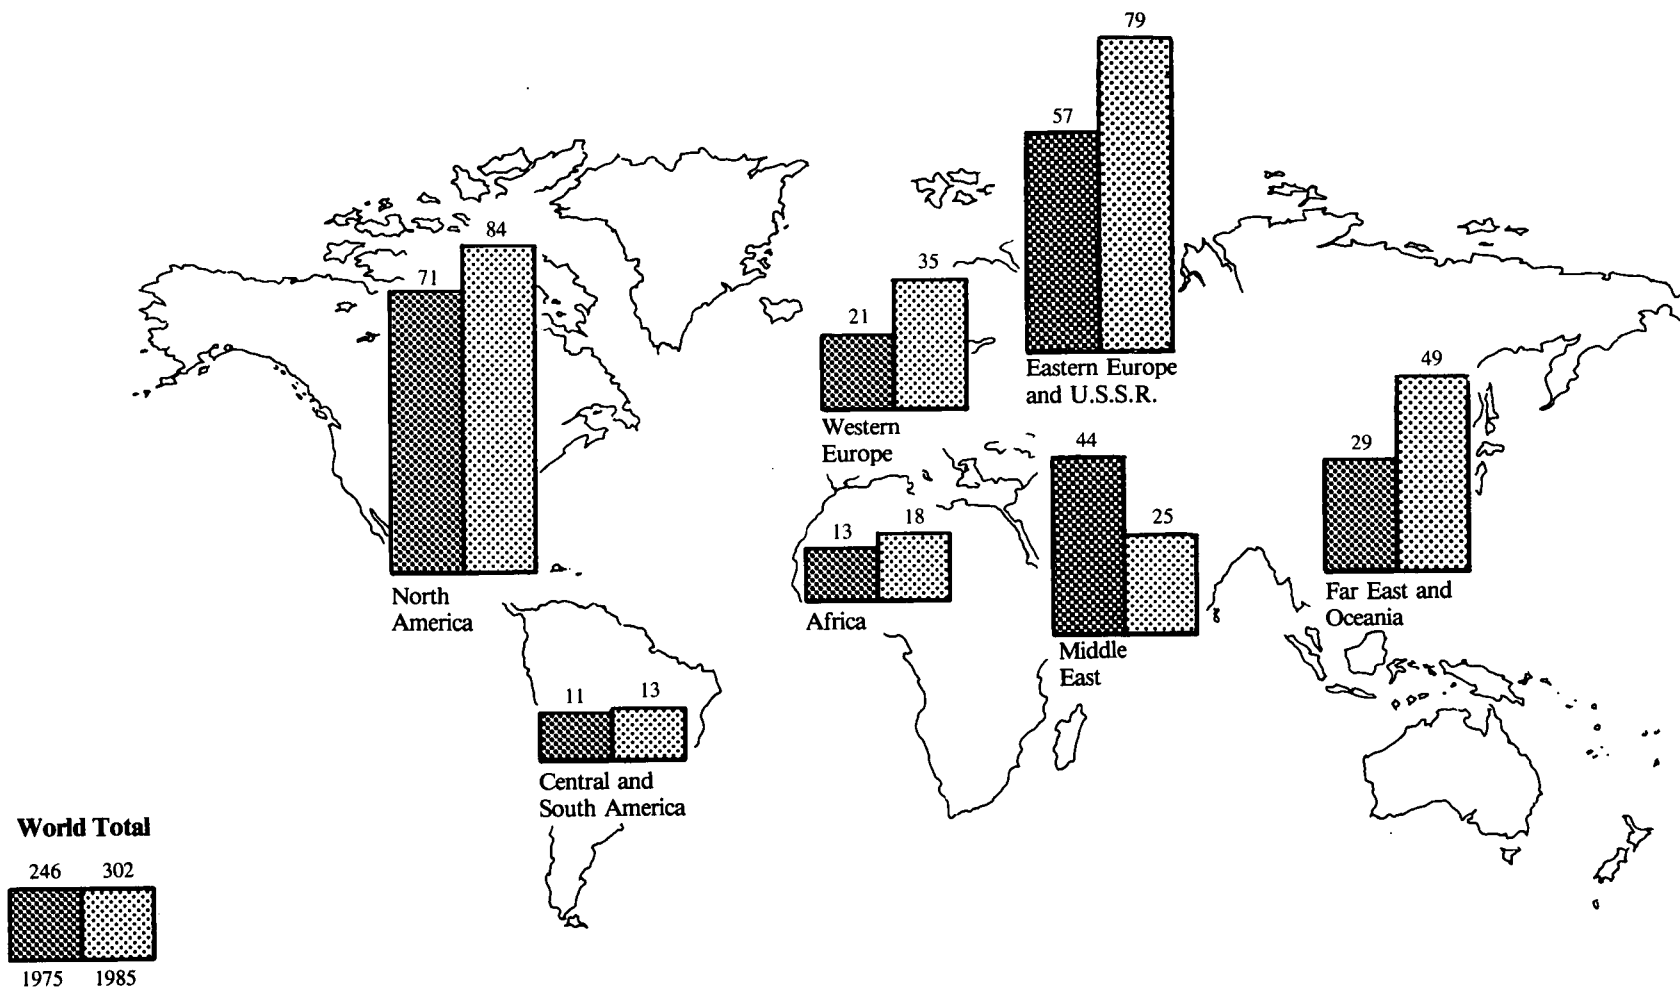 79
57
Eastern Europe
and U.S.S.R.
84
71
North
America
35
21
Western
Europe
49
29
Far East and
Oceania
44
25
Middle
East
18
13
Africa
11 13
Central and
South America
World Total
246 302
1975 1985